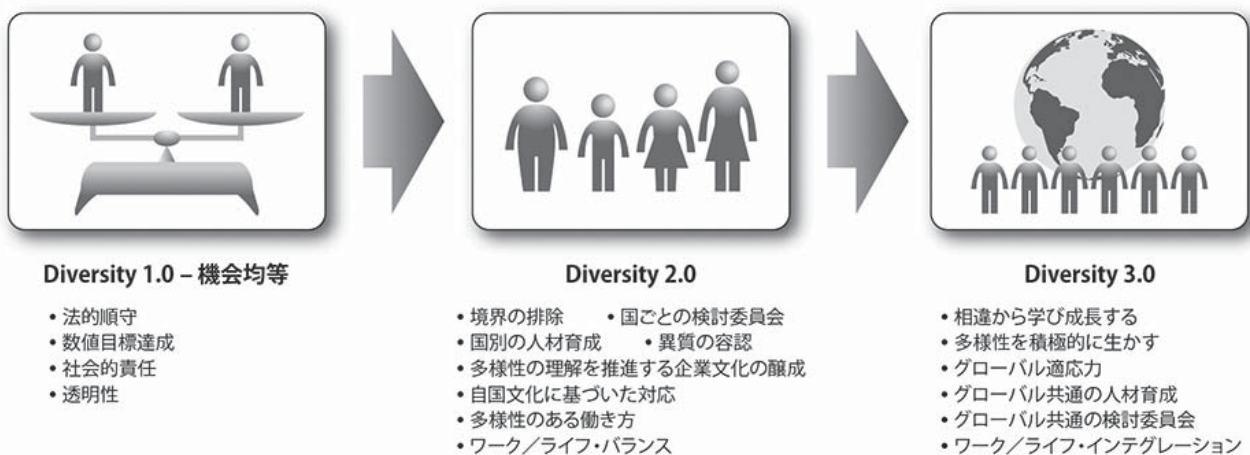 Diversity 1.0 – 機会均等
• 法的順守
• 数値目標達成
• 社会的責任
• 透明性
Diversity 2.0
• 境界の排除 • 国ごとの検討委員会
• 国別の人材育成 • 異質の容認
• 多様性の理解を推進する企業文化の醸成
• 自国文化に基づいた対応
• 多様性のある働き方
• ワーク／ライフ・バランス
Diversity 3.0
• 相違から学び成長する
• 多様性を積極的に生かす
• グローバル適応力
• グローバル共通の人材育成
• グローバル共通の検討委員会
• ワーク／ライフ・インテグレーション